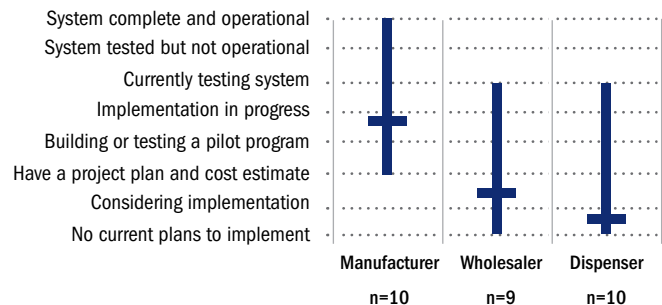 System complete and operational
System tested but not operational
Currently testing system
Implementation in progress
Building or testing a pilot program
Have a project plan and cost estimate
Considering implementation
No current plans to implement
Manufacturer Wholesaler Dispenser
n=10 n=9 n=10